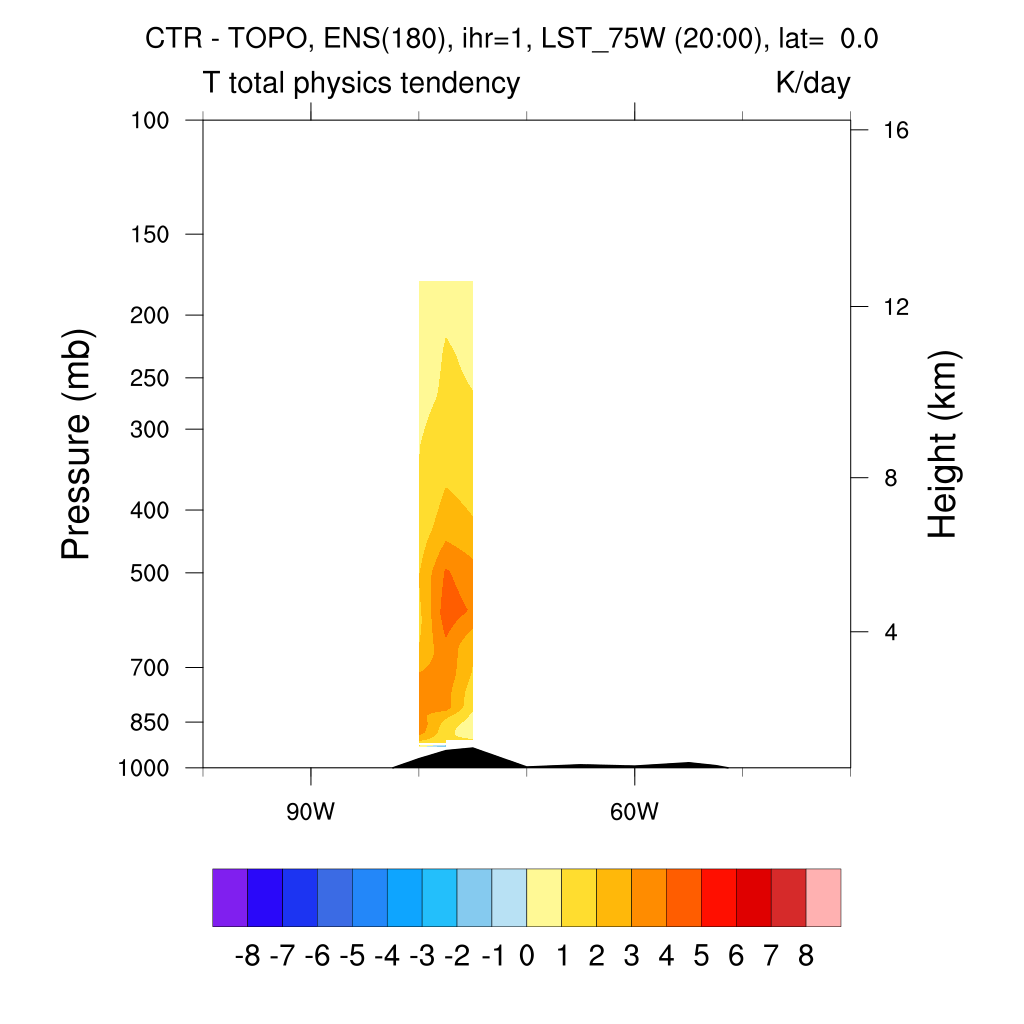 CTR - TOPO, ENS(180), ihr=1, LST_75W (20:00), lat=  0.0
T total physics tendency K/day
100
150
200
250
300
400
500
700
850
1000
Pressure (mb)
16
12
8
4
Height (km)
90W 60W
-8 -7 -6 -5 -4 -3 -2 -1 0 1 2 3 4 5 6 7 8